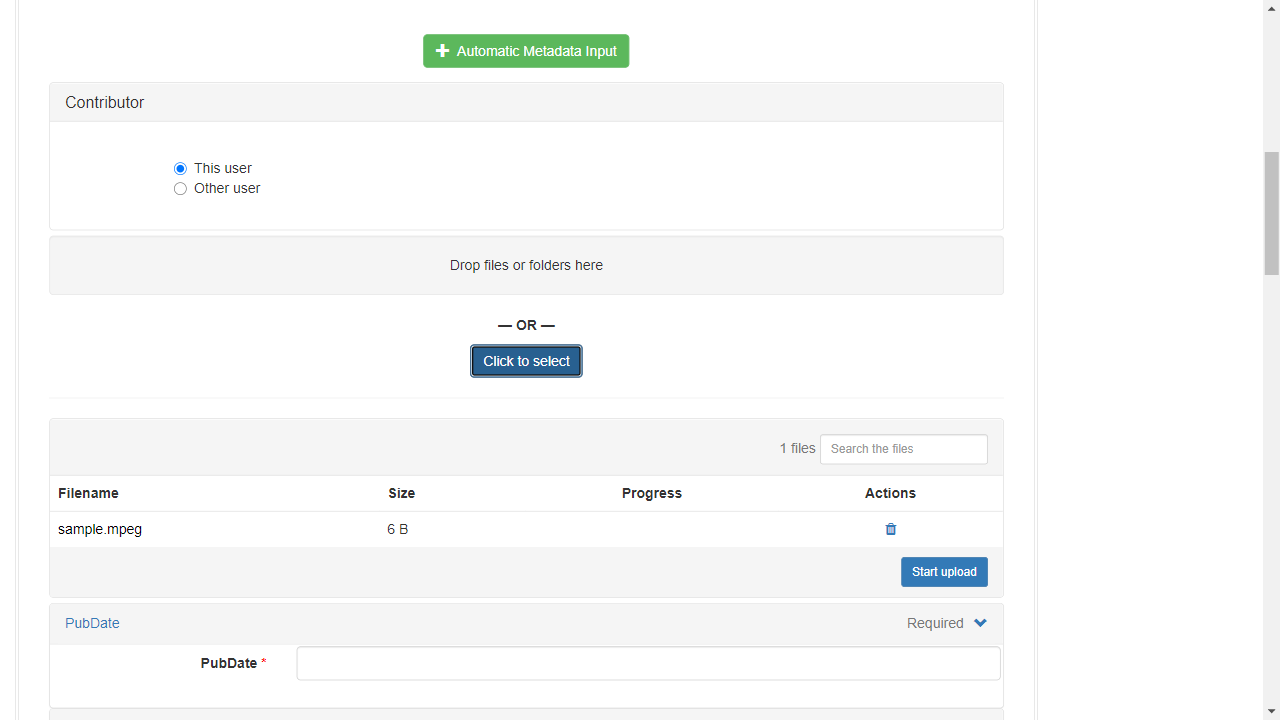 Automatic Metadata Input
Contributor
This user
Other user
Drop files or folders here
— OR —
Click to select
1 files Search the files
Filename Size Progress Actions
sample.mpeg 6 B
Start upload
PubDate Required
PubDate *